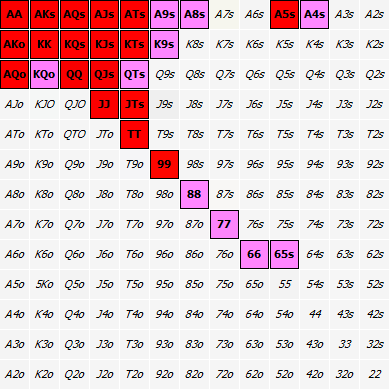 AA AKs AQs AJs ATs A9s A8s A7s A6s A5s A4s A3s A2s
AKo KK KQs KJs KTs K9s K8s K7s K6s K5s K4s K3s K2s
AQo KQo QQ QJs QTs Q9s Q8s Q7s Q6s Q5s Q4s Q3s Q2s
AJo KJO QJO JJ JTs J9s J8s J7s J6s J5s J4s J3s J2s
ATo KTo QTO JTo TT T9s T8s T7s T6s T5s T4s T3s T2s
A9o K9o Q9o J9o T9o 99 98s 97s 96s 95s 94s 93s 92s
A8o K8o Q8o J8o T8o 98o 88 87s 86s 85s 84s 83s 82s
A7o K7o Q7o J7o T7o 97o 87o 77 76s 75s 74s 73s 72s
A6o K6o Q6o J6o T6o 96o 86o 76o 66 65s 64s 63s 62s
A5o 5Ko Q5o J5o T5o 95o 85o 75o 65o 55 54s 53s 52s
A4o K4o Q4o J4o T4o 94o 84o 74o 64o 54o 44 43s 42s
A3o K3o Q3o J3o T3o 93o 83o 73o 63o 53o 43o 33 32s
A2o K2o Q2o J2o T2o 92o 82o 72o 62o 52o 42o 32o 22